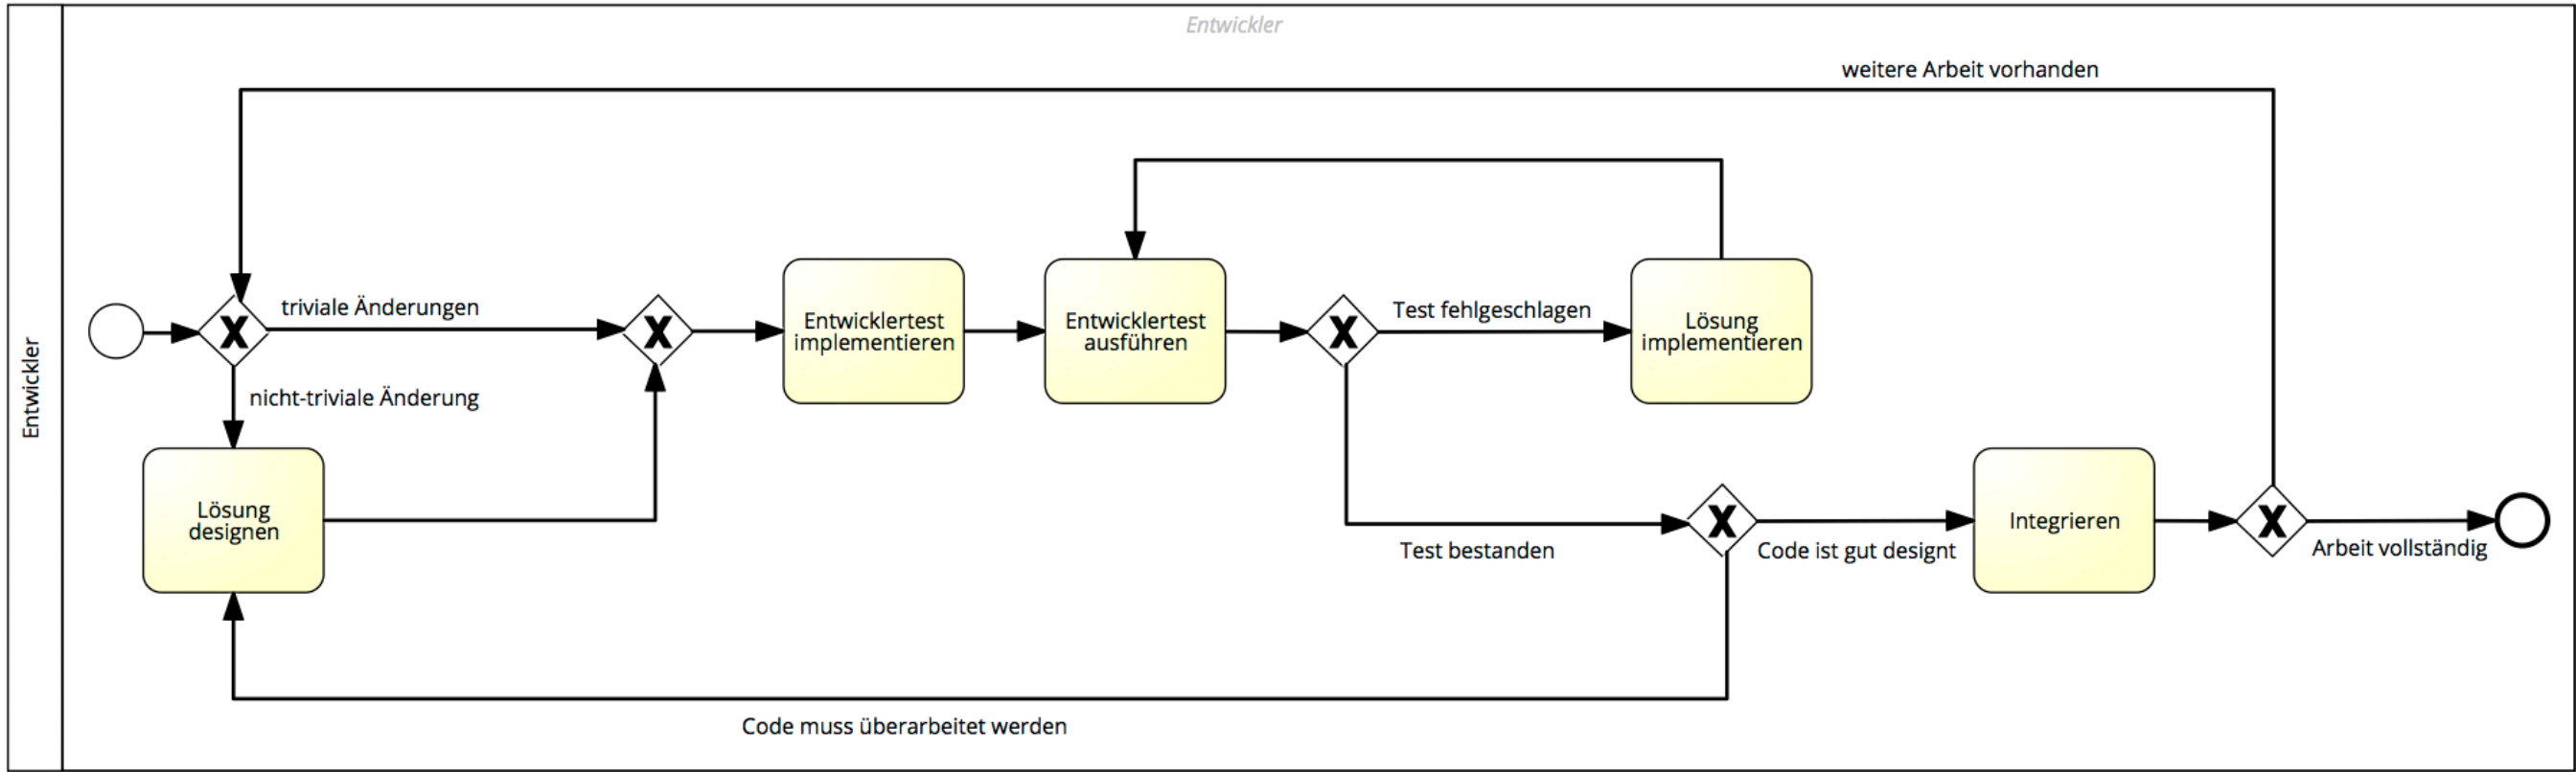 Entwickler
Entwickler
weitere Arbeit vorhanden
triviale Änderungen
nicht-triviale Änderung
Entwicklertest
implementieren
Entwicklertest
ausführen
Test fehlgeschlagen
Lösung
implementieren
Lösung
designen
Test bestanden
Code ist gut designt
Integrieren
Arbeit vollständig
Code muss überarbeitet werden